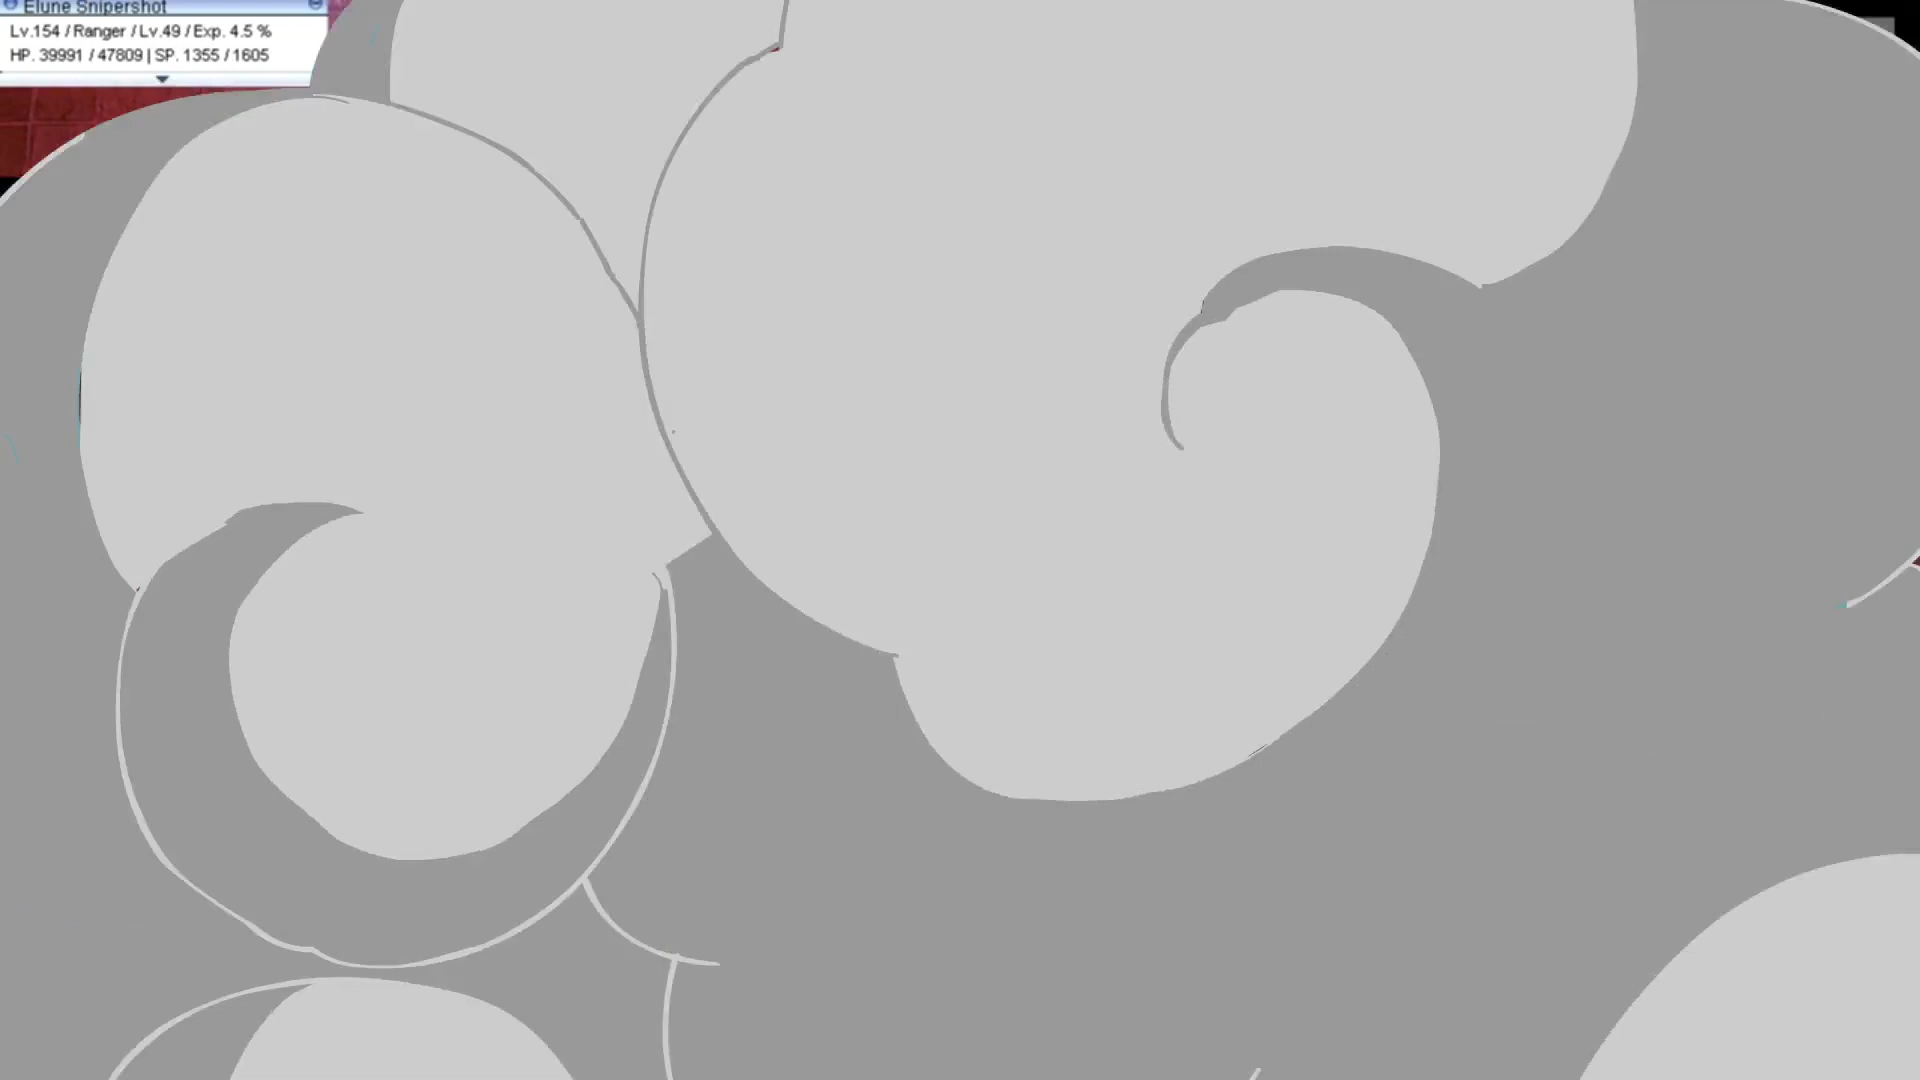 Elune Snipershot
Lv.154 / Ranger / Lv.49 / Exp. 4.5 %
HP. 39991 / 47809 | SP. 1355 / 1605